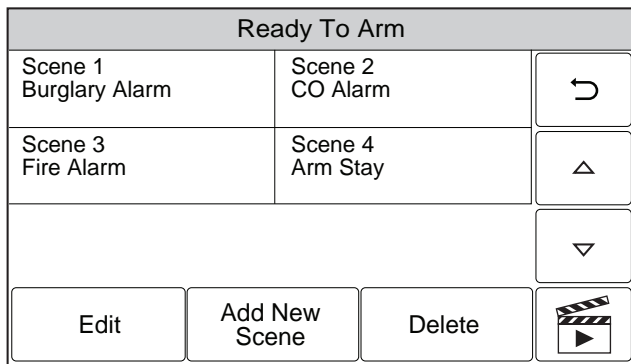 Ready To Arm
Scene 1
Burglary Alarm
Scene 2
CO Alarm
Scene 3
Fire Alarm
Scene 4
Arm Stay
Edit
Add New
Scene
Delete